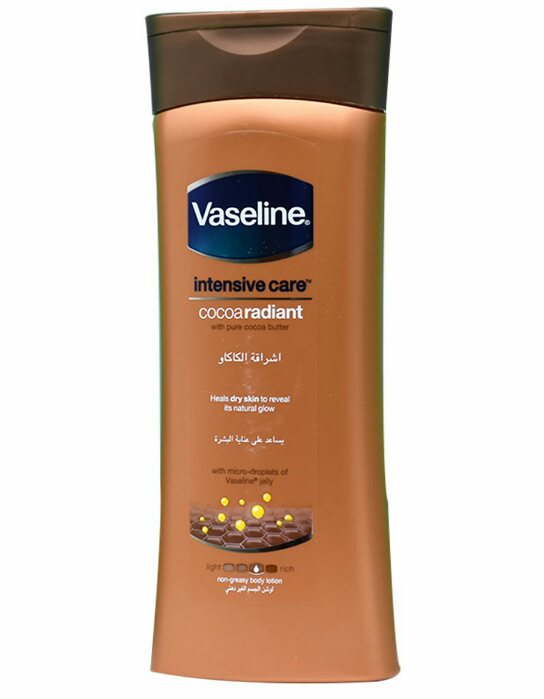 Vaseline®
intensive care™
cocoaradiant
with pure cocoa butter
اشراقة الكاكاو
Heals dry skin to reveal
its natural glow
يساعد على عناية البشرة
with micro-droplets of
Vaseline® jelly
light rich
non-greasy body lotion
لوشن الجسم الغير دهني